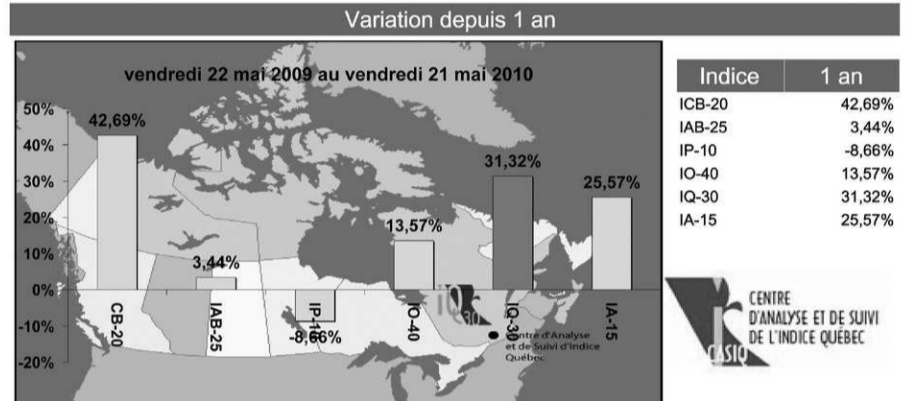 Variation depuis 1 an
vendredi 22 mai 2009 au vendredi 21 mai 2010
50%
40%
30%
20%
10%
0%
-10%
-20%
42,69%
3,44%
-8,66%
13,57%
31,32%
25,57%
CB-20
IAB-25
IP-10
IO-40
IQ-30
IA-15
iQ30
Centre d'Analyse
et de Suivi d'Indice
Québec
Indice 1 an
ICB-20 42,69%
IAB-25 3,44%
IP-10 -8,66%
IO-40 13,57%
IQ-30 31,32%
IA-15 25,57%
CASIQ
CENTRE
D'ANALYSE ET DE SUIVI
DE L'INDICE QUÉBEC